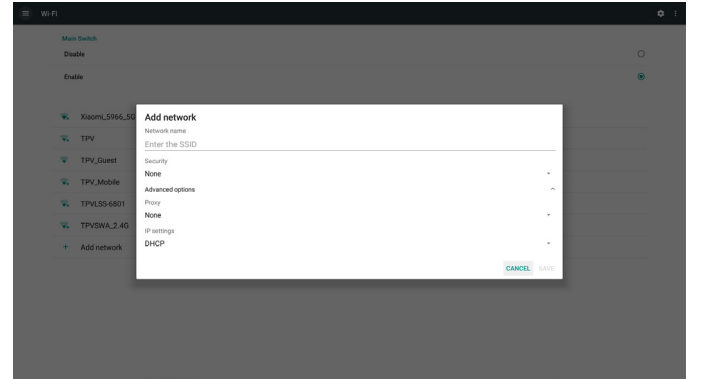 Wi-Fi
Main Switch
Disable
Enable
Xiaomi_5966_5G
TPV
TPV_Guest
TPV_Mobile
TPVLSS-6801
TPVSWA_2.4G
Add network
Add network
Network name
Enter the SSID
Security
None
Advanced options
Proxy
None
IP settings
DHCP
CANCEL SAVE